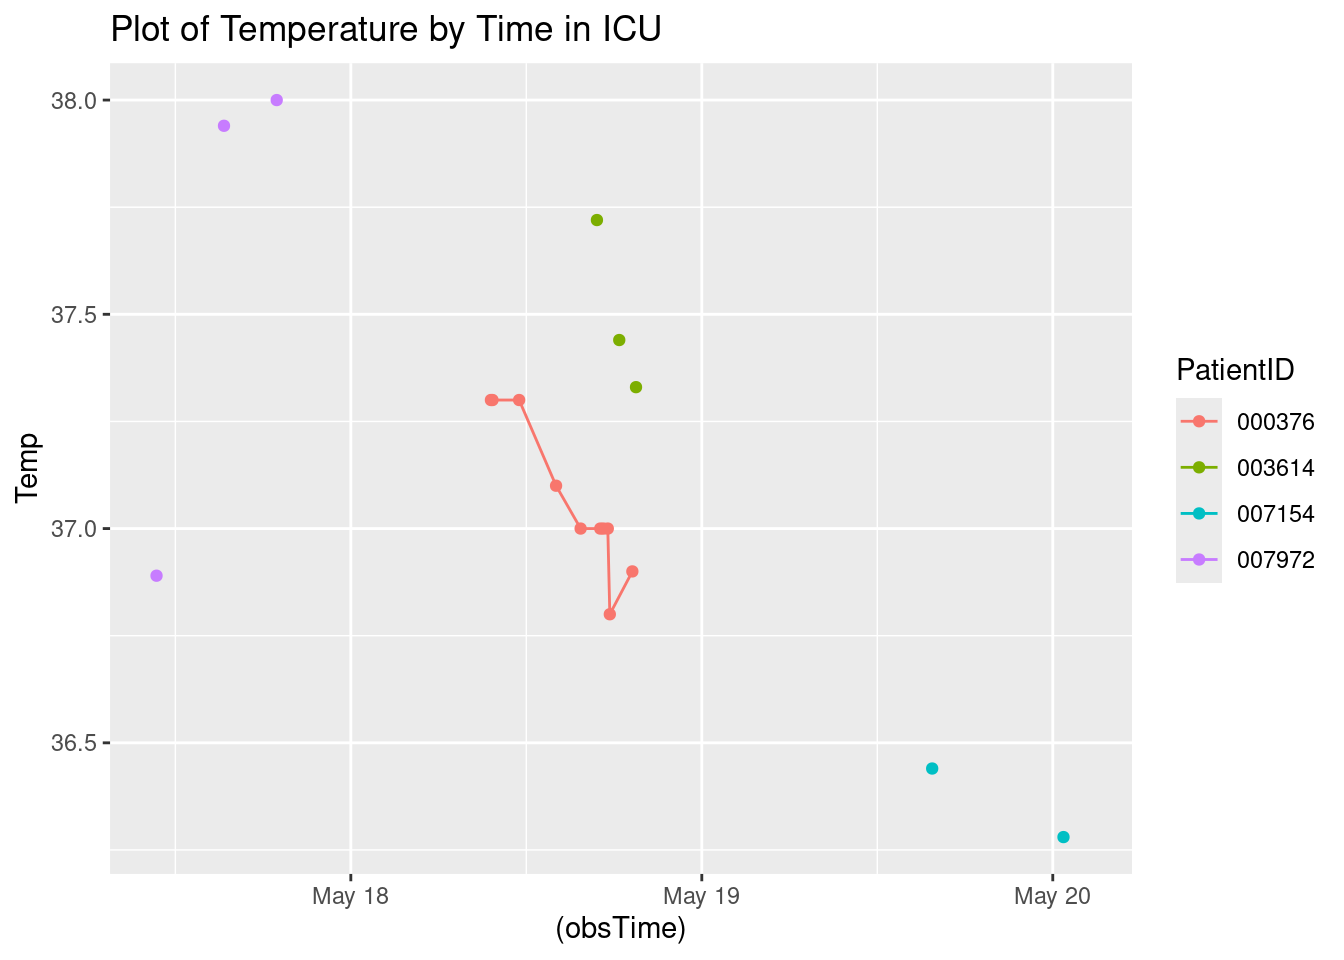 Plot of Temperature by Time in ICU
38.0
37.5
37.0
36.5
Temp
May 18
May 19
May 20
(obsTime)
PatientID
000376
003614
007154
007972